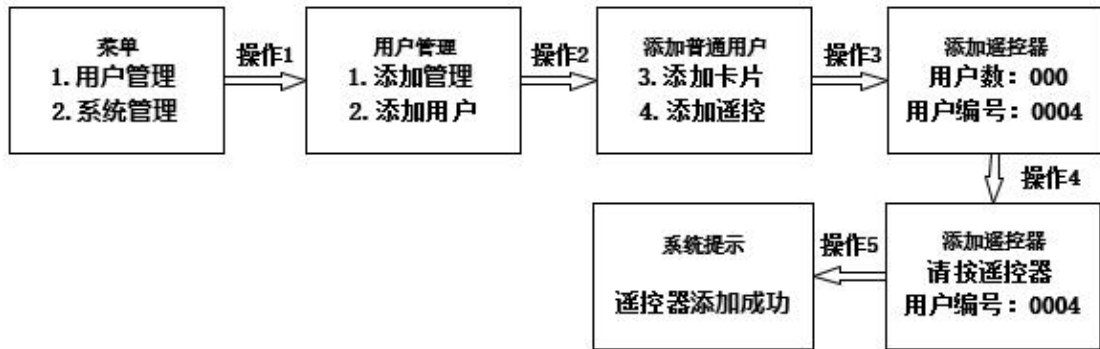 菜单
1. 用户管理
2. 系统管理
操作1
用户管理
1. 添加管理
2. 添加用户
操作2
添加普通用户
3. 添加卡片
4. 添加遥控
操作3
添加遥控器
用户数：000
用户编号：0004
操作4
添加遥控器
请按遥控器
用户编号：0004
操作5
系统提示
遥控器添加成功